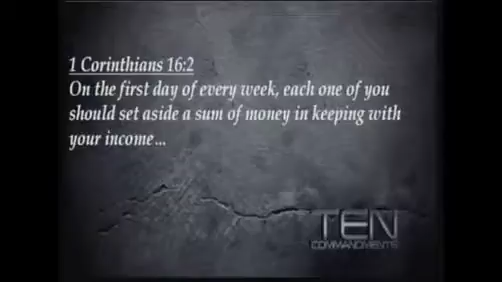 1 Corinthians 16:2
On the first day of every week, each one of you
should set aside a sum of money in keeping with
your income...
TEN
COMMANDMENTS